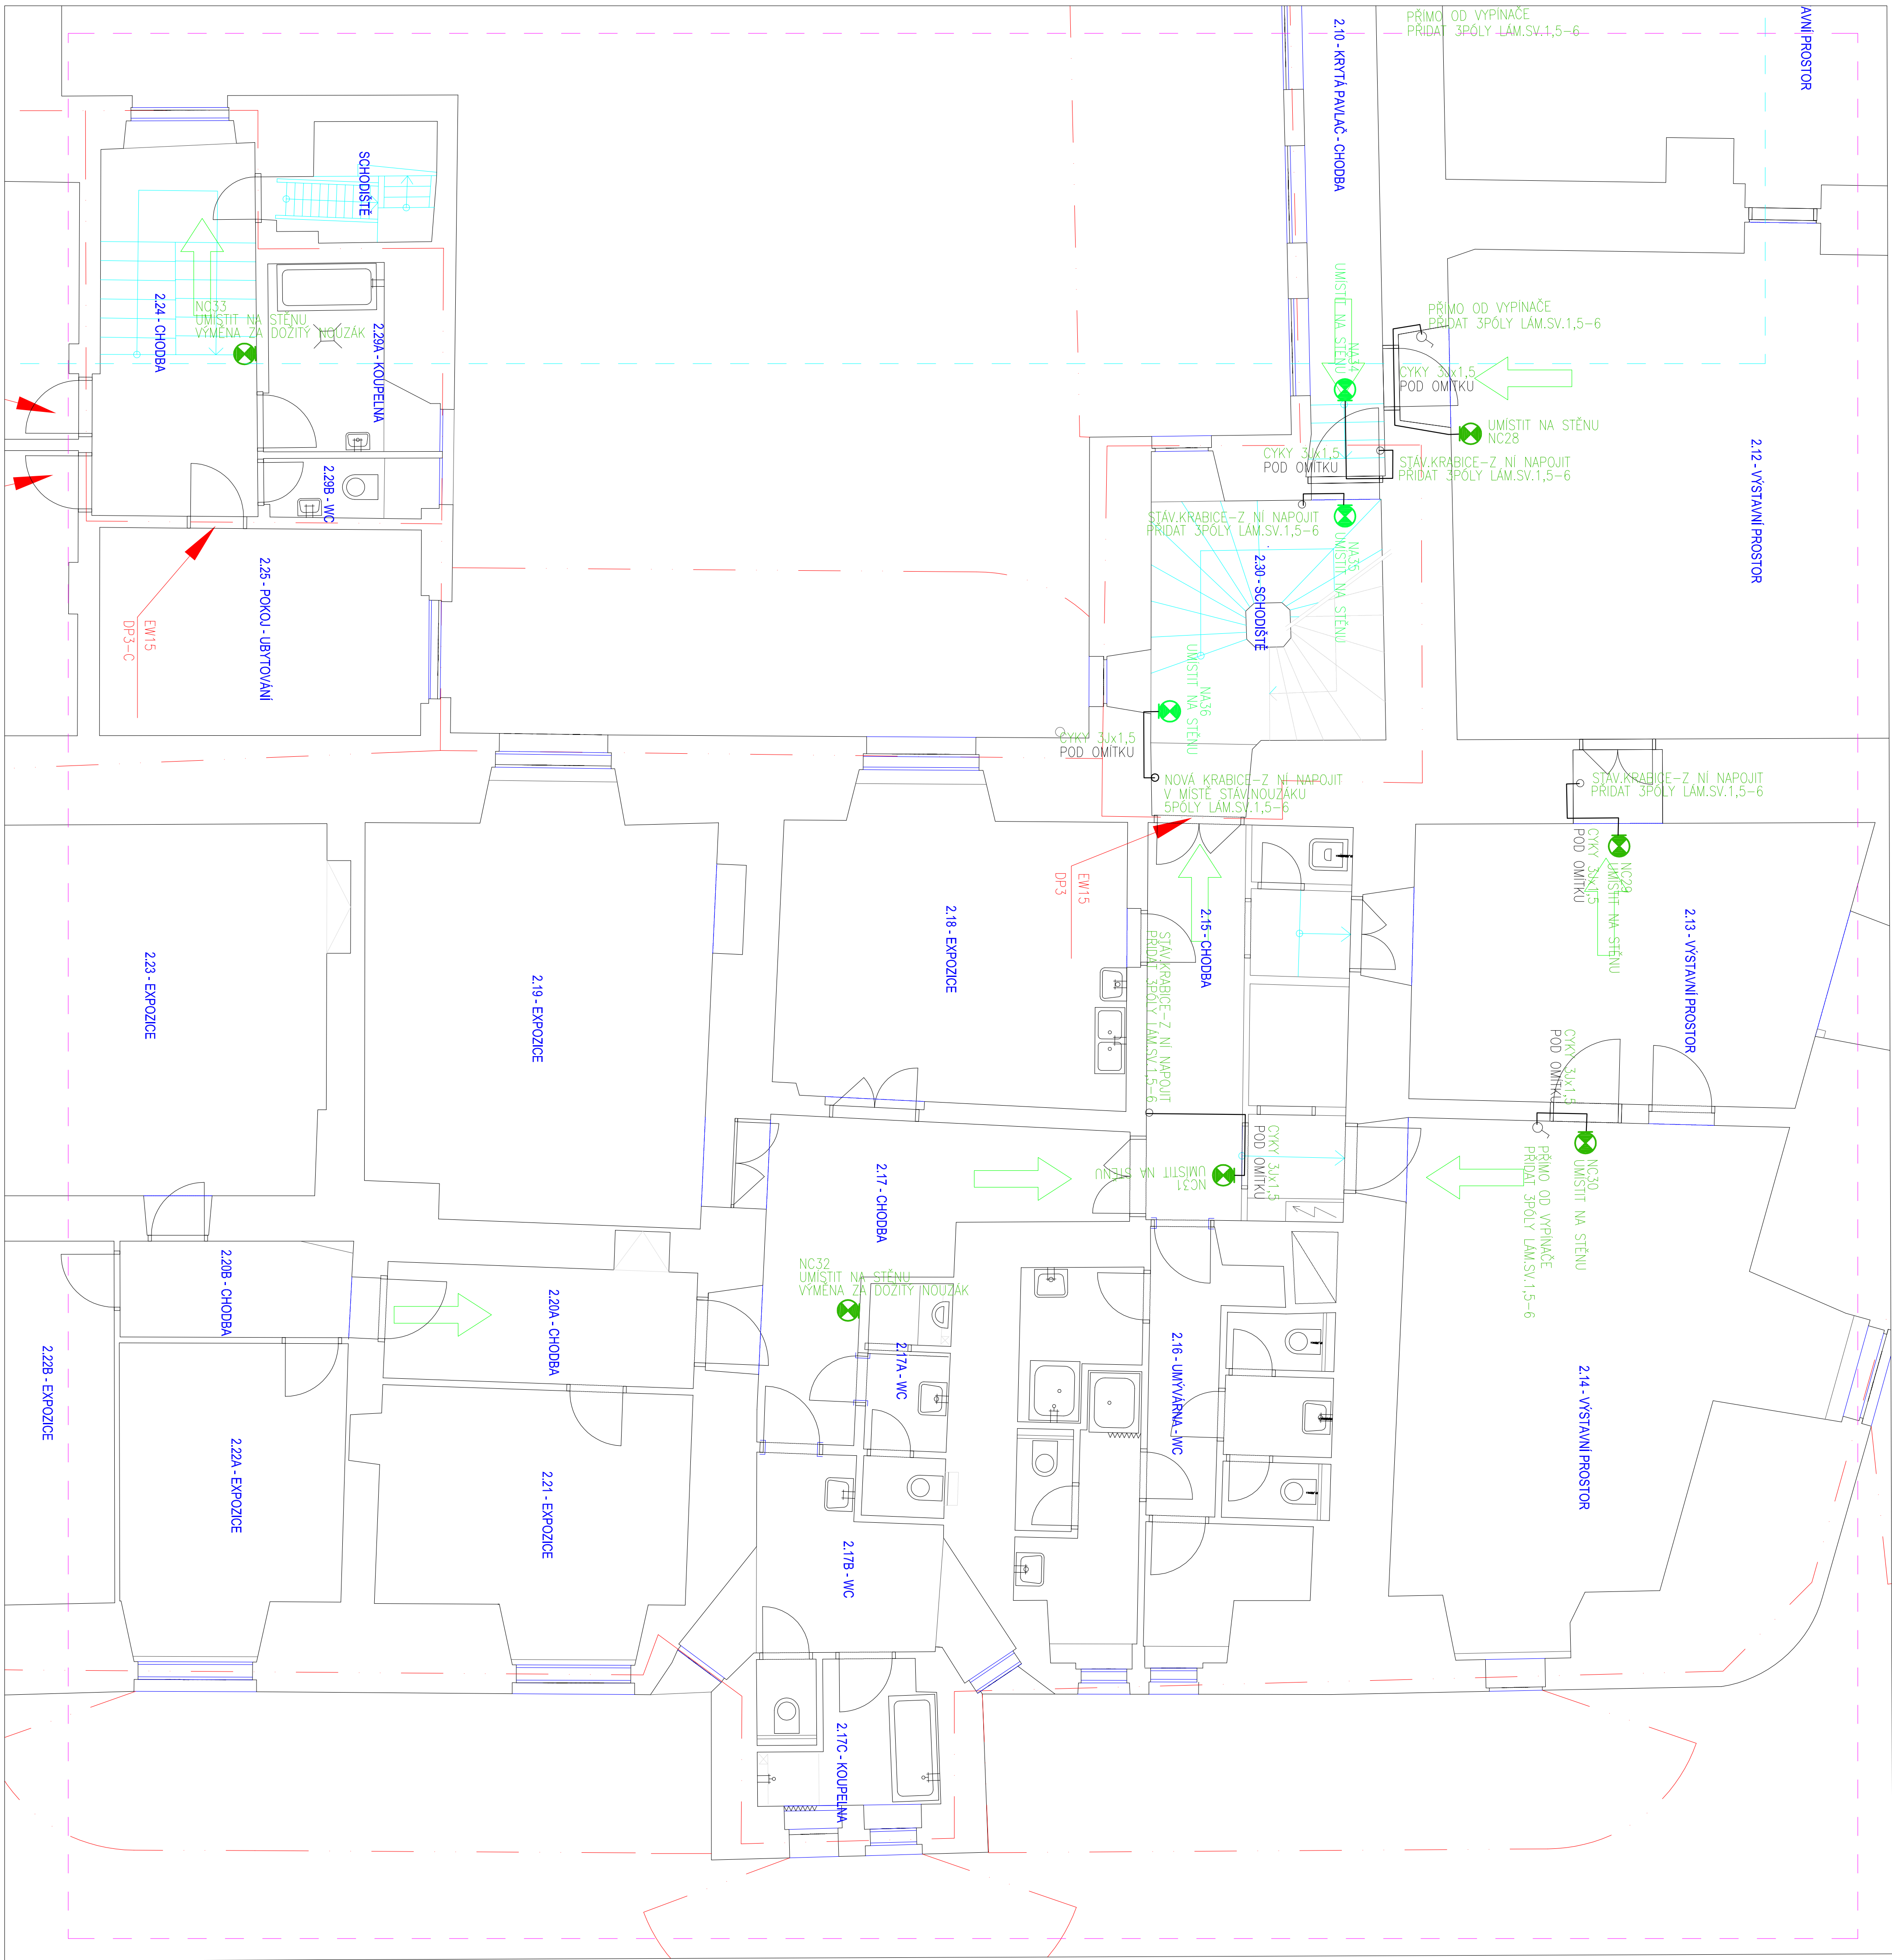 PŘÍMO OD VYPÍNAČE
PŘIDAT 3PÓLY LÁM.SV.1,5-6
AVNÍ PROSTOR
2.10 - KRYTÁ PAVLAČ - CHODBA
SCHODIŠTĚ
2.24 - CHODBA
NC33
UMÍSTIT NA STĚNU
VÝMĚNA ZA DOŽITÝ NOUZÁK
2.29A - KOUPELNA
2.29B - WC
NA34
UMÍSTIT NA STĚNU
PŘÍMO OD VYPÍNAČE
PŘIDAT 3PÓLY LÁM.SV.1,5-6
CYKY 3Jx1,5
POD OMÍTKU
UMÍSTIT NA STĚNU
NC28
2.12 - VÝSTAVNÍ PROSTOR
CYKY 3Jx1,5
POD OMÍTKU
STÁV.KRABICE-Z NÍ NAPOJIT
PŘIDAT 3PÓLY LÁM.SV.1,5-6
STÁV.KRABICE-Z NÍ NAPOJIT
PŘIDAT 3PÓLY LÁM.SV.1,5-6
NA35
UMÍSTIT NA STĚNU
2.30 - SCHODIŠTĚ
2.25 - POKOJ - UBYTOVÁNÍ
EW15
DP3-C
NA36
UMÍSTIT NA STĚNU
CYKY 3Jx1,5
POD OMÍTKU
NOVÁ KRABICE-Z NÍ NAPOJIT
V MÍSTĚ STÁV.NOUZÁKU
5PÓLY LÁM.SV.1,5-6
STÁV.KRABICE-Z NÍ NAPOJIT
PŘIDAT 3PÓLY LÁM.SV.1,5-6
NC29
UMÍSTIT NA STĚNU
CYKY 3Jx1,5
POD OMÍTKU
EW15
DP3
2.13 - VÝSTAVNÍ PROSTOR
2.15 - CHODBA
STÁV.KRABICE-Z NÍ NAPOJIT
PŘIDAT 3PÓLY LÁM.SV.1,5-6
2.18 - EXPOZICE
2.19 - EXPOZICE
2.23 - EXPOZICE
CYKY 3Jx1,5
POD OMÍTKU
CYKY 3Jx1,5
POD OMÍTKU
NC31
UMÍSTIT NA STĚNU
NC30
UMÍSTIT NA STĚNU
PŘÍMO OD VYPÍNAČE
PŘIDAT 3PÓLY LÁM.SV.1,5-6
2.17 - CHODBA
NC32
UMÍSTIT NA STĚNU
VÝMĚNA ZA DOŽITÝ NOUZÁK
2.20B - CHODBA
2.20A - CHODBA
2.17A - WC
2.16 - UMÝVÁRNA - WC
2.14 - VÝSTAVNÍ PROSTOR
2.22B - EXPOZICE
2.22A - EXPOZICE
2.21 - EXPOZICE
2.17B - WC
2.17C - KOUPELNA